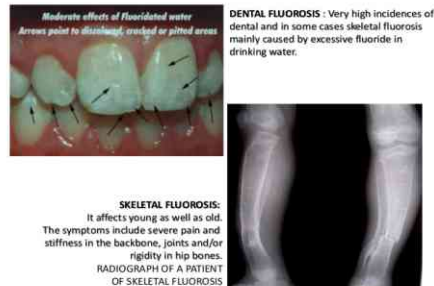 Moderate effects of Fluoridated water
Arrows point to dissolved, cracked or pitted areas
DENTAL FLUOROSIS : Very high incidences of
dental and in some cases skeletal fluorosis
mainly caused by excessive fluoride in
drinking water.
SKELETAL FLUOROSIS:
It affects young as well as old.
The symptoms include severe pain and
stiffness in the backbone, joints and/or
rigidity in hip bones.
RADIOGRAPH OF A PATIENT
OF SKELETAL FLUOROSIS